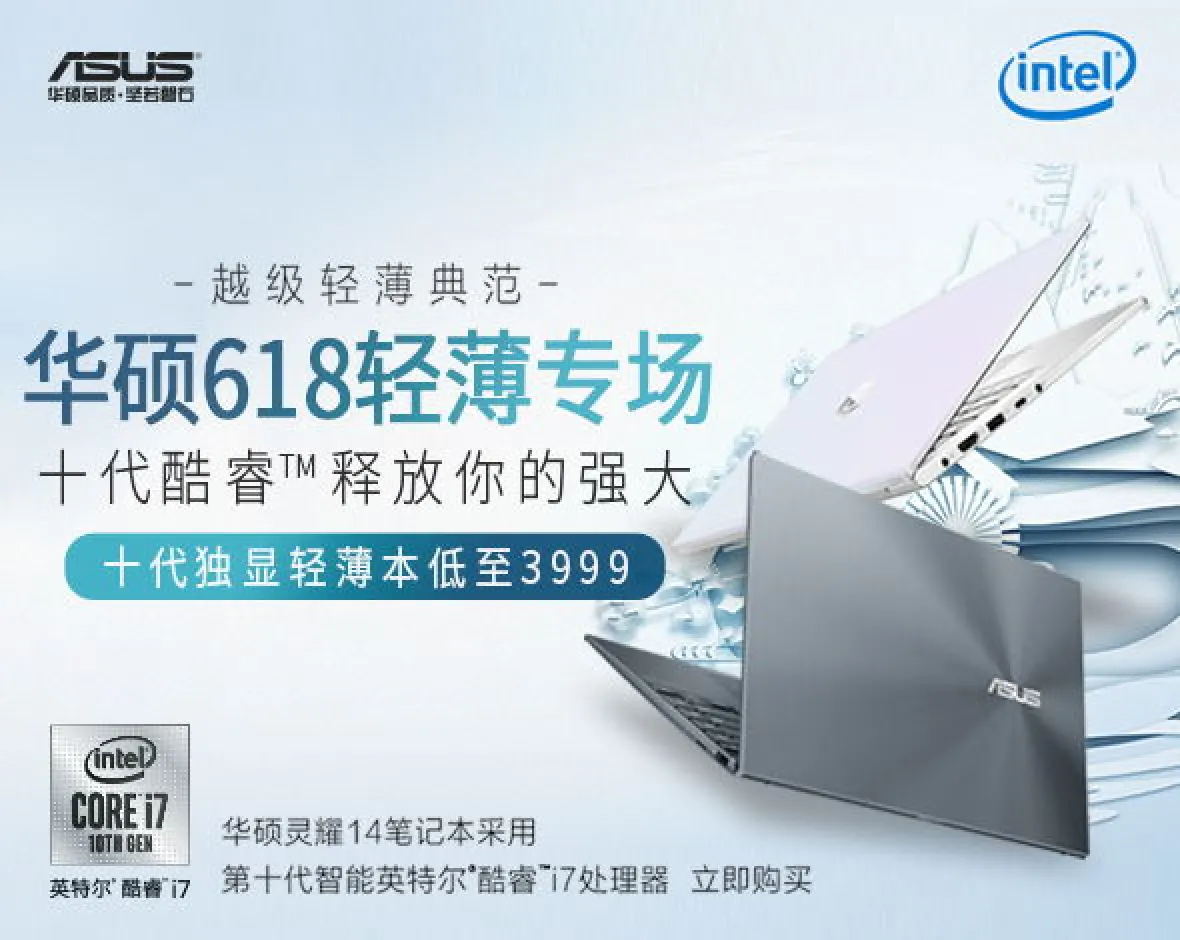 ASUS
华硕品质·坚若磐石
intel
-越级轻薄典范-
华硕618轻薄专场
十代酷睿™释放你的强大
十代独显轻薄本低至3999
ASUS
intel
CORE i7
10TH GEN
英特尔®酷睿™i7
华硕灵耀14笔记本采用
第十代智能英特尔®酷睿™i7处理器 立即购买